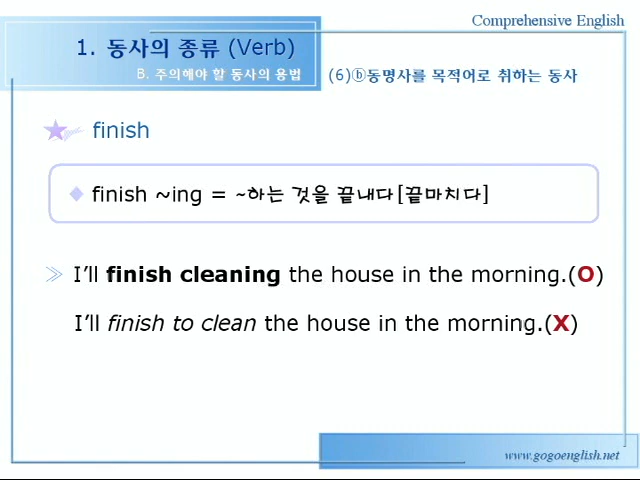 Comprehensive English
1. 동사의 종류 (Verb)
B. 주의해야 할 동사의 용법
(6)ⓑ동명사를 목적어로 취하는 동사
finish
finish ~ing = ~하는 것을 끝내다[끝마치다]
I’ll finish cleaning the house in the morning.(O)
I’ll finish to clean the house in the morning.(X)
www.gogoenglish.net